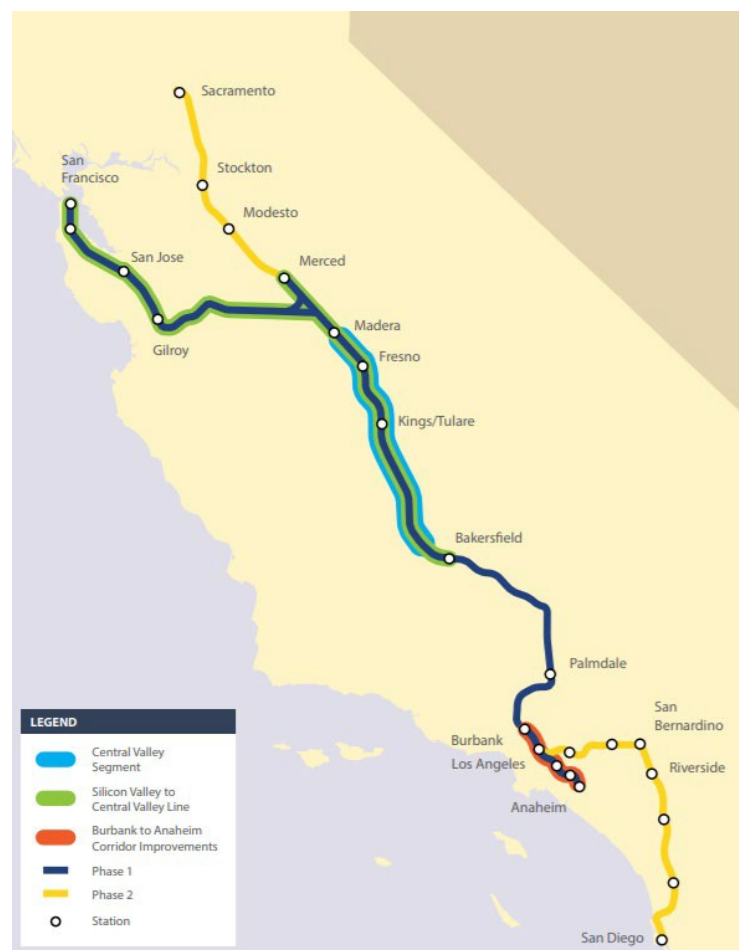 Sacramento
San
Francisco
Stockton
Modesto
San Jose
Merced
Gilroy
Madera
Fresno
Kings/Tulare
Bakersfield
Palmdale
San
Bernardino
Burbank
Los Angeles
Riverside
Anaheim
San Diego
LEGEND
Central Valley
Segment
Silicon Valley to
Central Valley Line
Burbank to Anaheim
Corridor Improvements
Phase 1
Phase 2
Station